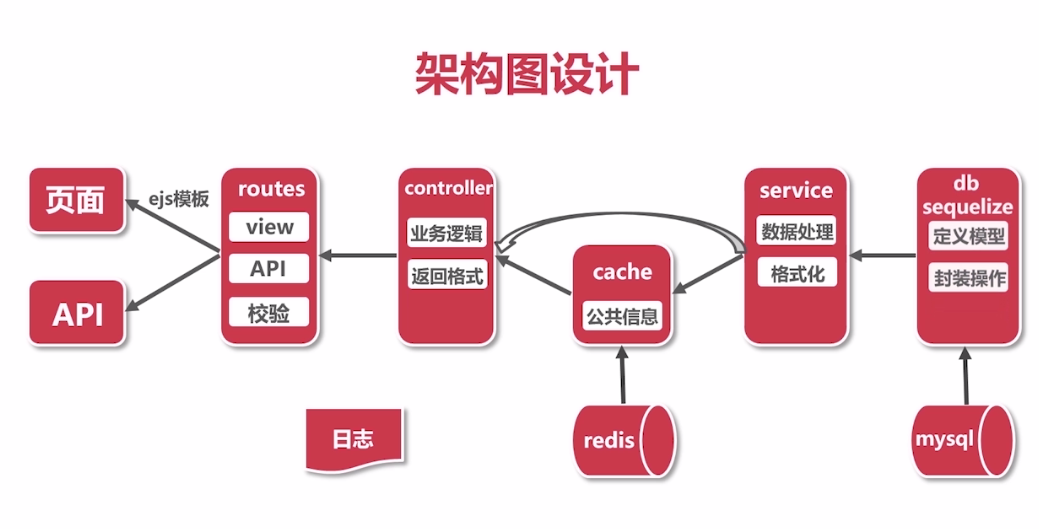 架构图设计
页面
API
ejs模板
routes
view
API
校验
controller
业务逻辑
返回格式
cache
公共信息
service
数据处理
格式化
db
sequelize
定义模型
封装操作
日志
redis
mysql